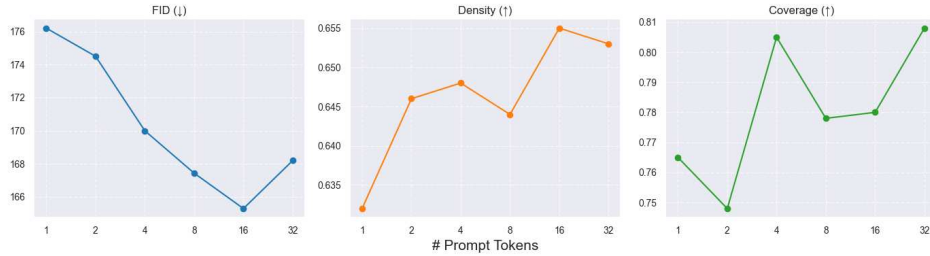 FID (↓)
176
174
172
170
168
166
1 2 4 8 16 32
Density (↑)
0.655
0.650
0.645
0.640
0.635
1 2 4 8 16 32
# Prompt Tokens
Coverage (↑)
0.81
0.80
0.79
0.78
0.77
0.76
0.75
1 2 4 8 16 32